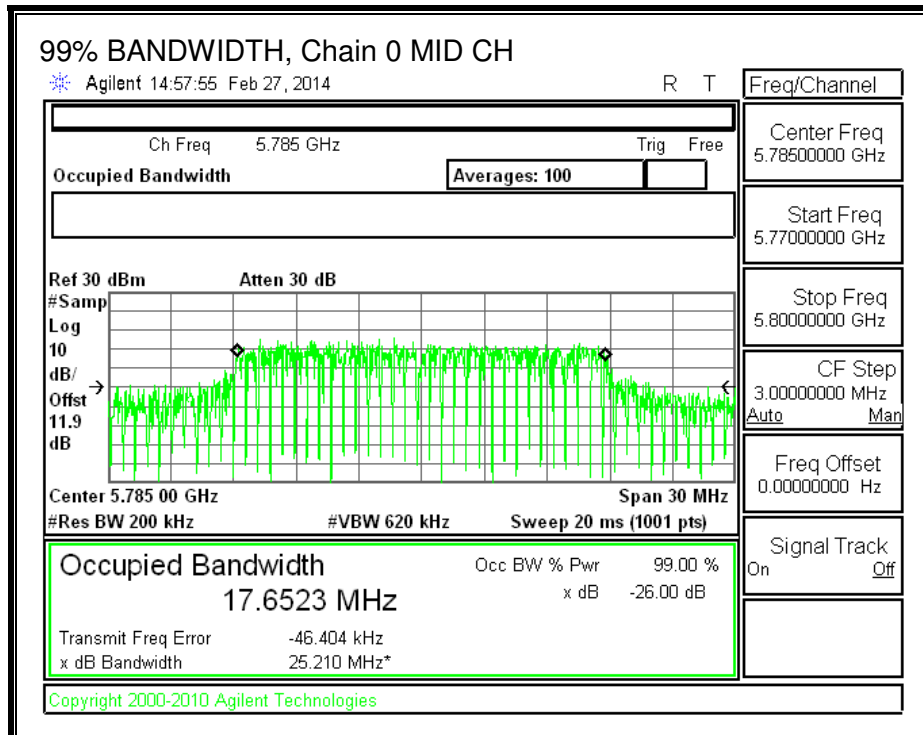 99% BANDWIDTH, Chain 0 MID CH
Agilent 14:57:55 Feb 27, 2014 R T
Freq/Channel
Ch Freq 5.785 GHz Trig Free
Occupied Bandwidth Averages: 100
Center Freq
5.78500000 GHz
Start Freq
5.77000000 GHz
Stop Freq
5.80000000 GHz
CF Step
3.00000000 MHz
Auto Man
Freq Offset
0.00000000 Hz
Signal Track
On Off
Ref 30 dBm Atten 30 dB
#Samp
Log
10
dB/
Offst
11.9
dB
Center 5.785 00 GHz Span 30 MHz
#Res BW 200 kHz #VBW 620 kHz Sweep 20 ms (1001 pts)
Occupied Bandwidth Occ BW % Pwr 99.00 %
17.6523 MHz x dB -26.00 dB
Transmit Freq Error -46.404 kHz
x dB Bandwidth 25.210 MHz*
Copyright 2000-2010 Agilent Technologies